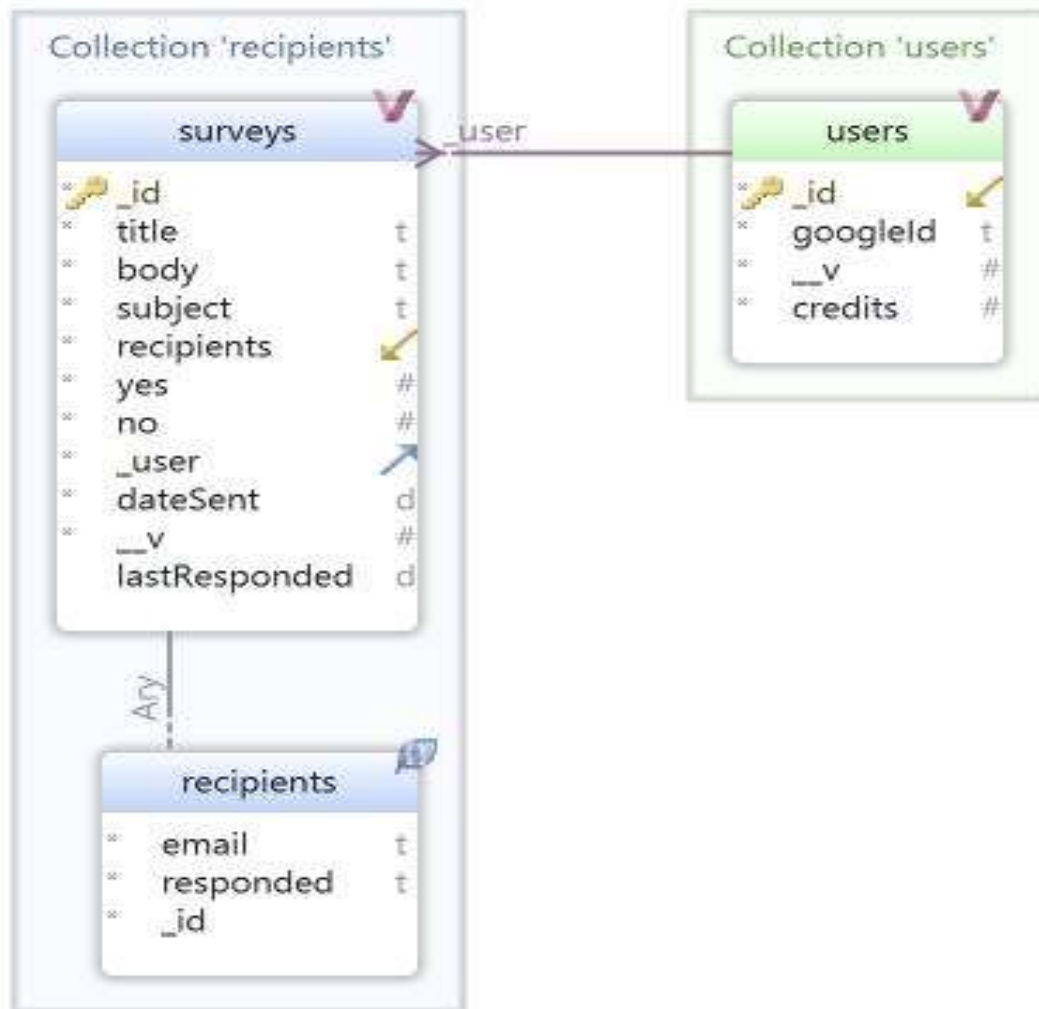 Collection 'recipients'
surveys
_id
title t
body t
subject t
recipients
yes #
no #
_user
dateSent d
__v #
lastResponded d
Ary
recipients
email t
responded t
_id
_user
Collection 'users'
users
_id
googleId t
__v #
credits #